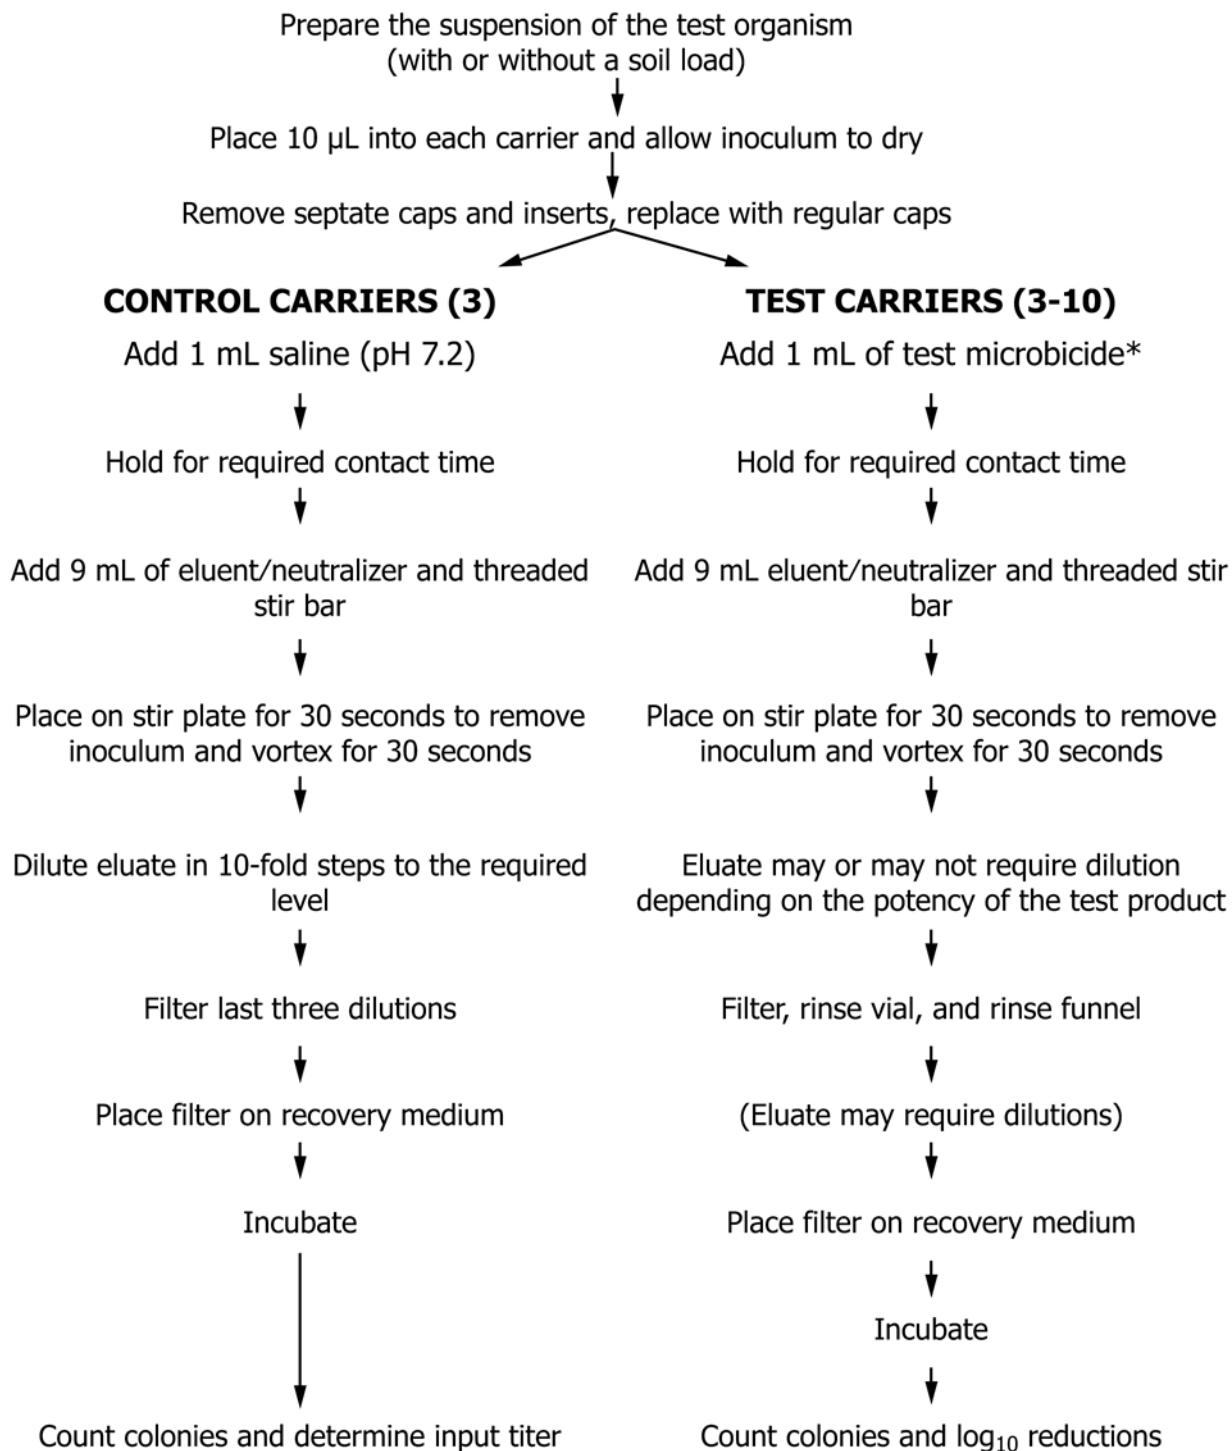 Prepare the suspension of the test organism
(with or without a soil load)
Place 10 µL into each carrier and allow inoculum to dry
Remove septate caps and inserts, replace with regular caps
CONTROL CARRIERS (3)
Add 1 mL saline (pH 7.2)
Hold for required contact time
Add 9 mL of eluent/neutralizer and threaded
stir bar
Place on stir plate for 30 seconds to remove
inoculum and vortex for 30 seconds
Dilute eluate in 10-fold steps to the required
level
Filter last three dilutions
Place filter on recovery medium
Incubate
Count colonies and determine input titer
TEST CARRIERS (3-10)
Add 1 mL of test microbicide*
Hold for required contact time
Add 9 mL eluent/neutralizer and threaded stir
bar
Place on stir plate for 30 seconds to remove
inoculum and vortex for 30 seconds
Eluate may or may not require dilution
depending on the potency of the test product
Filter, rinse vial, and rinse funnel
(Eluate may require dilutions)
Place filter on recovery medium
Incubate
Count colonies and log₁₀ reductions